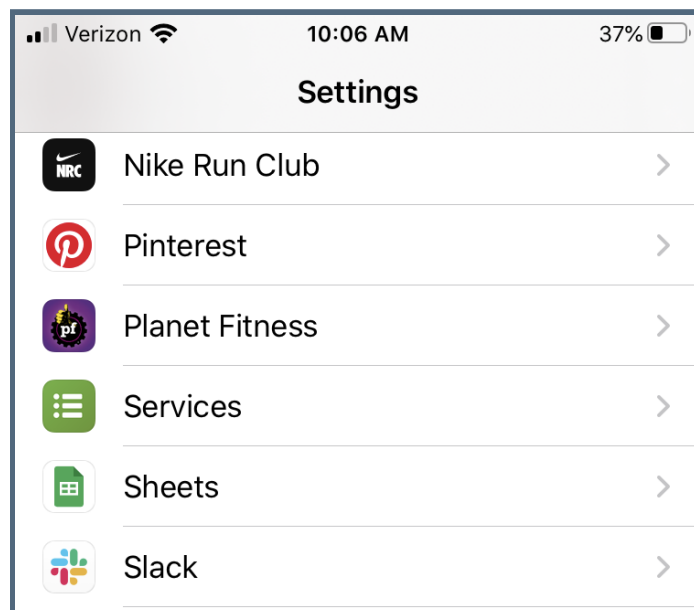 Verizon 10:06 AM 37%
Settings
NRC Nike Run Club
Pinterest
pf Planet Fitness
Services
Sheets
Slack